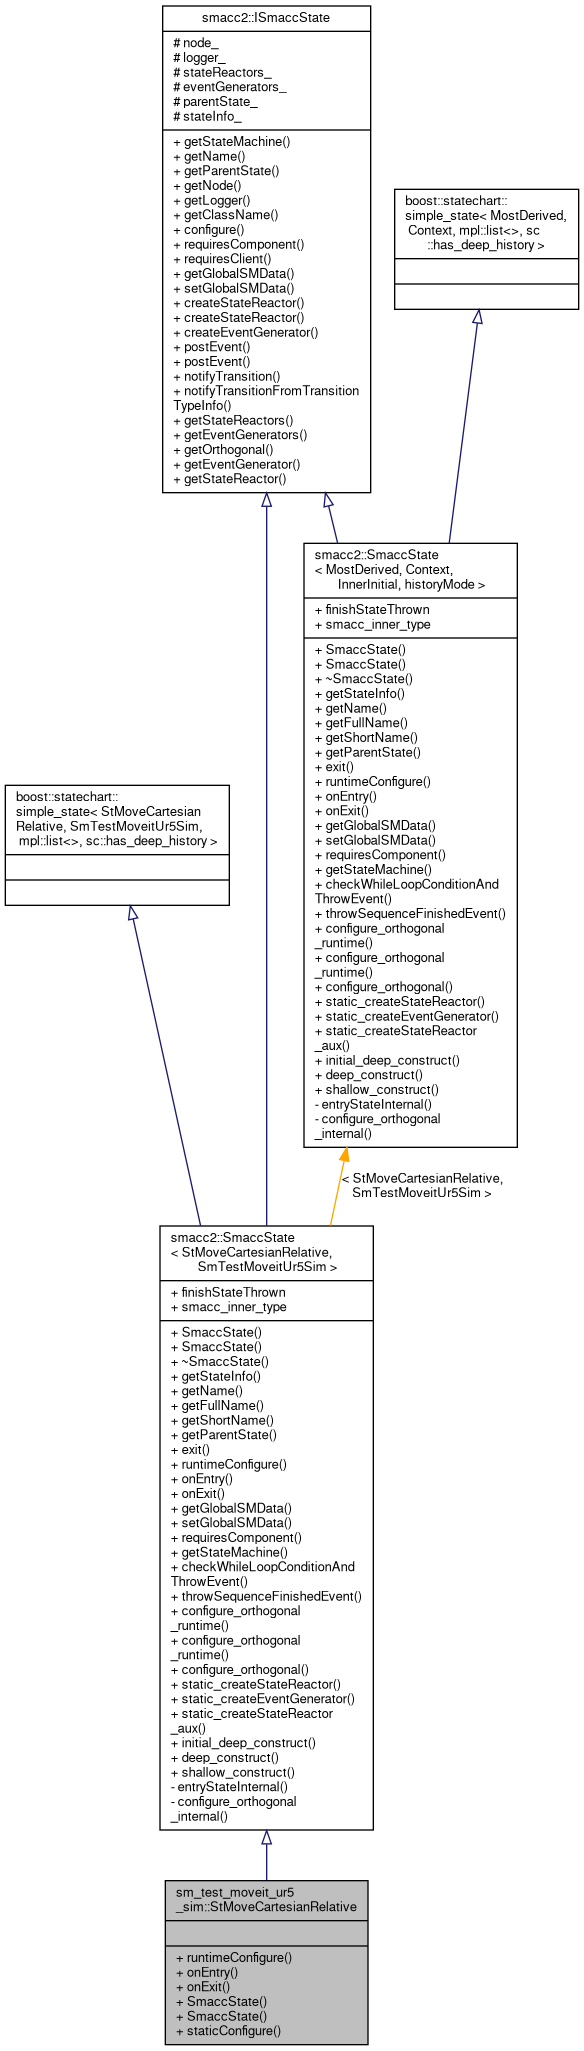 smacc2::ISmaccState
# node_
# logger_
# stateReactors_
# eventGenerators_
# parentState_
# stateInfo_
+ getStateMachine()
+ getName()
+ getParentState()
+ getNode()
+ getLogger()
+ getClassName()
+ configure()
+ requiresComponent()
+ requiresClient()
+ getGlobalSMData()
+ setGlobalSMData()
+ createStateReactor()
+ createStateReactor()
+ createEventGenerator()
+ postEvent()
+ postEvent()
+ notifyTransition()
+ notifyTransitionFromTransition
TypeInfo()
+ getStateReactors()
+ getEventGenerators()
+ getOrthogonal()
+ getEventGenerator()
+ getStateReactor()
boost::statechart::
simple_state< MostDerived,
Context, mpl::list<>, sc
::has_deep_history >
smacc2::SmaccState
< MostDerived, Context,
InnerInitial, historyMode >
+ finishStateThrown
+ smacc_inner_type
+ SmaccState()
+ SmaccState()
+ ~SmaccState()
+ getStateInfo()
+ getName()
+ getFullName()
+ getShortName()
+ getParentState()
+ exit()
+ runtimeConfigure()
+ onEntry()
+ onExit()
+ getGlobalSMData()
+ setGlobalSMData()
+ requiresComponent()
+ getStateMachine()
+ checkWhileLoopConditionAnd
ThrowEvent()
+ throwSequenceFinishedEvent()
+ configure_orthogonal
_runtime()
+ configure_orthogonal
_runtime()
+ configure_orthogonal()
+ static_createStateReactor()
+ static_createEventGenerator()
+ static_createStateReactor
_aux()
+ initial_deep_construct()
+ deep_construct()
+ shallow_construct()
- entryStateInternal()
- configure_orthogonal
_internal()
boost::statechart::
simple_state< StMoveCartesian
Relative, SmTestMoveitUr5Sim,
mpl::list<>, sc::has_deep_history >
< StMoveCartesianRelative,
SmTestMoveitUr5Sim >
smacc2::SmaccState
< StMoveCartesianRelative,
SmTestMoveitUr5Sim >
+ finishStateThrown
+ smacc_inner_type
+ SmaccState()
+ SmaccState()
+ ~SmaccState()
+ getStateInfo()
+ getName()
+ getFullName()
+ getShortName()
+ getParentState()
+ exit()
+ runtimeConfigure()
+ onEntry()
+ onExit()
+ getGlobalSMData()
+ setGlobalSMData()
+ requiresComponent()
+ getStateMachine()
+ checkWhileLoopConditionAnd
ThrowEvent()
+ throwSequenceFinishedEvent()
+ configure_orthogonal
_runtime()
+ configure_orthogonal
_runtime()
+ configure_orthogonal()
+ static_createStateReactor()
+ static_createEventGenerator()
+ static_createStateReactor
_aux()
+ initial_deep_construct()
+ deep_construct()
+ shallow_construct()
- entryStateInternal()
- configure_orthogonal
_internal()
sm_test_moveit_ur5
_sim::StMoveCartesianRelative
+ runtimeConfigure()
+ onEntry()
+ onExit()
+ SmaccState()
+ SmaccState()
+ staticConfigure()